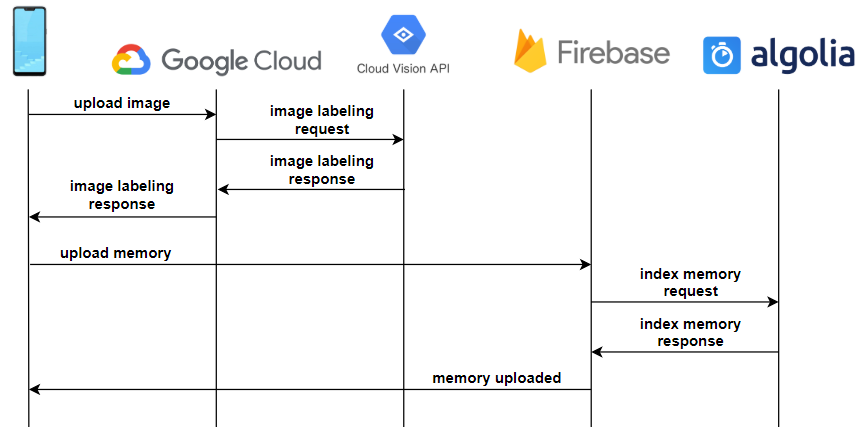 Google Cloud
Cloud Vision API
Firebase
algolia
upload image
image labeling
request
image labeling
response
image labeling
response
upload memory
index memory
request
index memory
response
memory uploaded